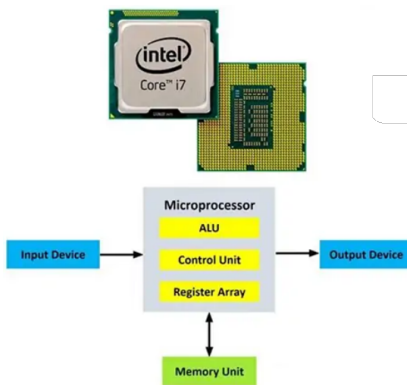 intel
Core™ i7
Microprocessor
ALU
Input Device
Control Unit
Output Device
Register Array
Memory Unit